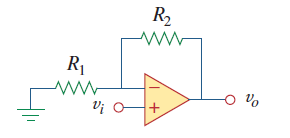 R₂
R₁
vᵢ
−
+
vₒ